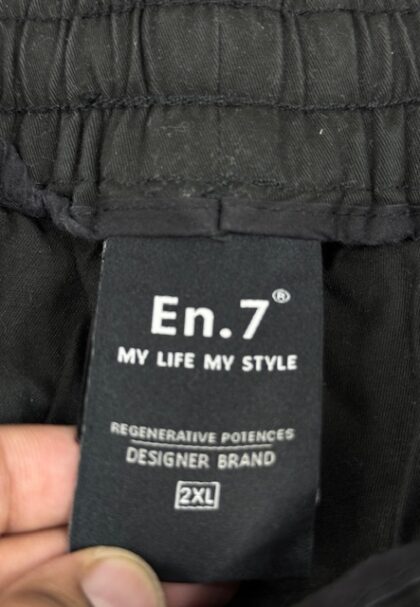 En.7®
MY LIFE MY STYLE
REGENERATIVE POTENCES
DESIGNER BRAND
2XL